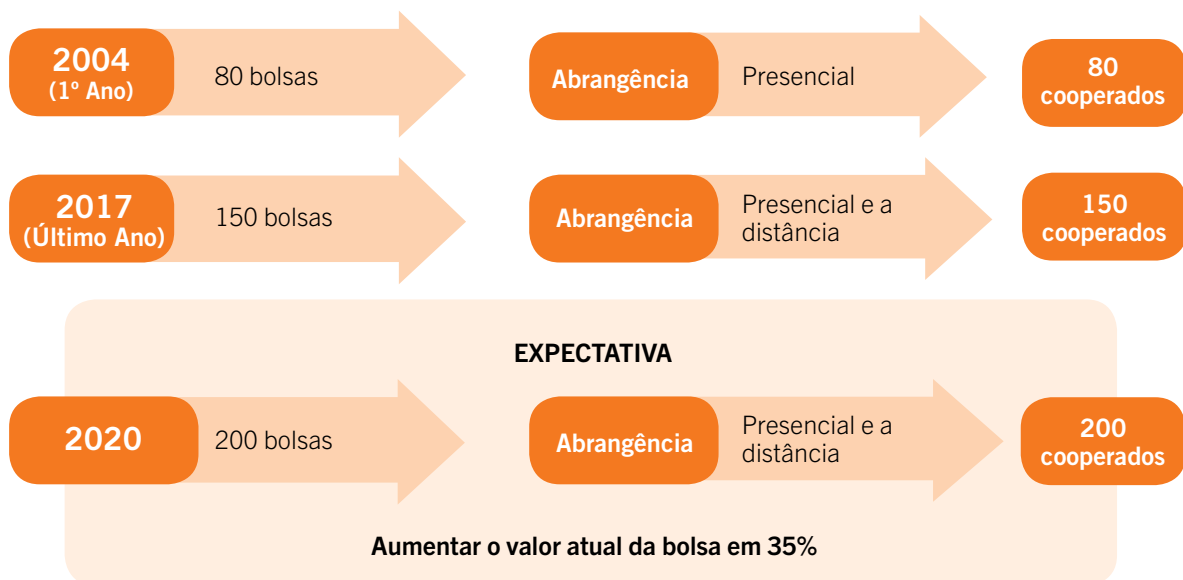 2004
(1º Ano)
80 bolsas
Abrangência
Presencial
80
cooperados
2017
(Último Ano)
150 bolsas
Abrangência
Presencial e a
distância
150
cooperados
EXPECTATIVA
2020
200 bolsas
Abrangência
Presencial e a
distância
200
cooperados
Aumentar o valor atual da bolsa em 35%